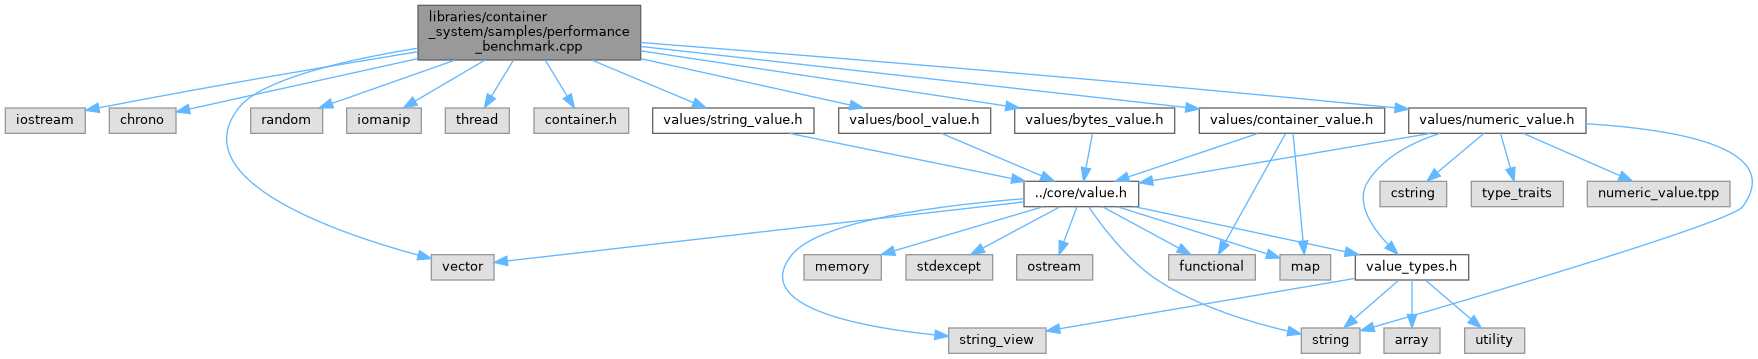 libraries/container
_system/samples/performance
_benchmark.cpp
iostream
chrono
random
iomanip
thread
container.h
values/string_value.h
values/bool_value.h
values/bytes_value.h
values/container_value.h
values/numeric_value.h
../core/value.h
cstring
type_traits
numeric_value.tpp
vector
memory
stdexcept
ostream
functional
map
value_types.h
string_view
string
array
utility